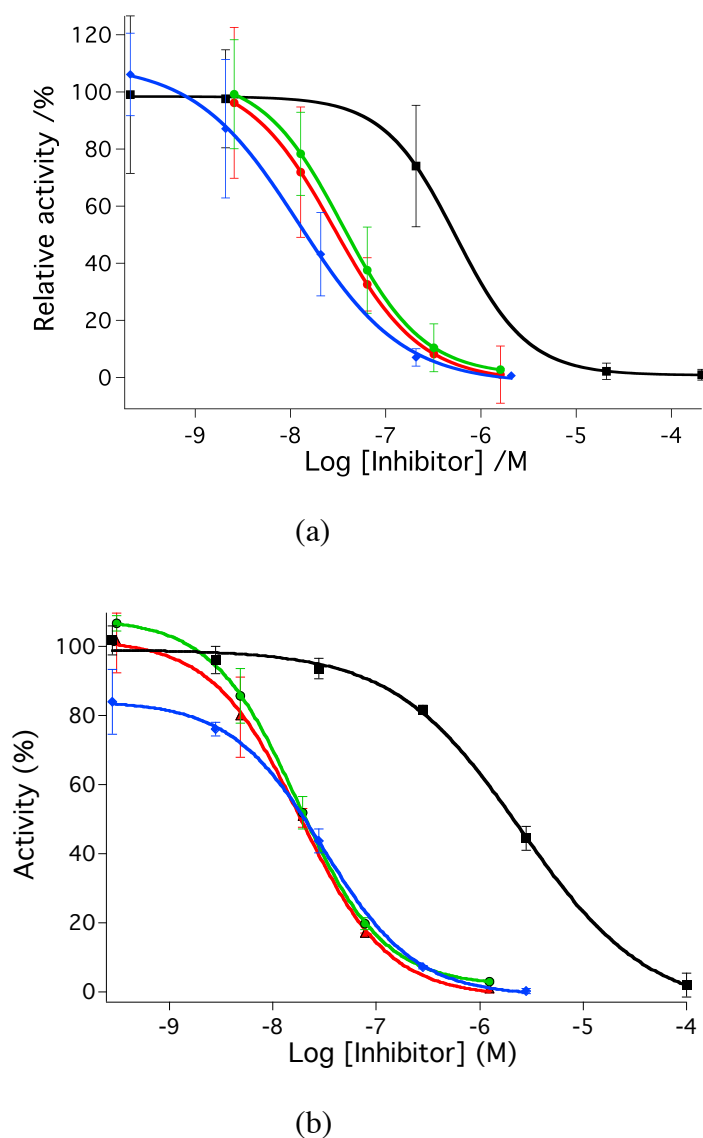 120
100
80
60
40
20
0
Relative activity /%
-9 -8 -7 -6 -5 -4
Log [Inhibitor] /M
(a)
100
80
60
40
20
0
Activity (%)
-9 -8 -7 -6 -5 -4
Log [Inhibitor] (M)
(b)